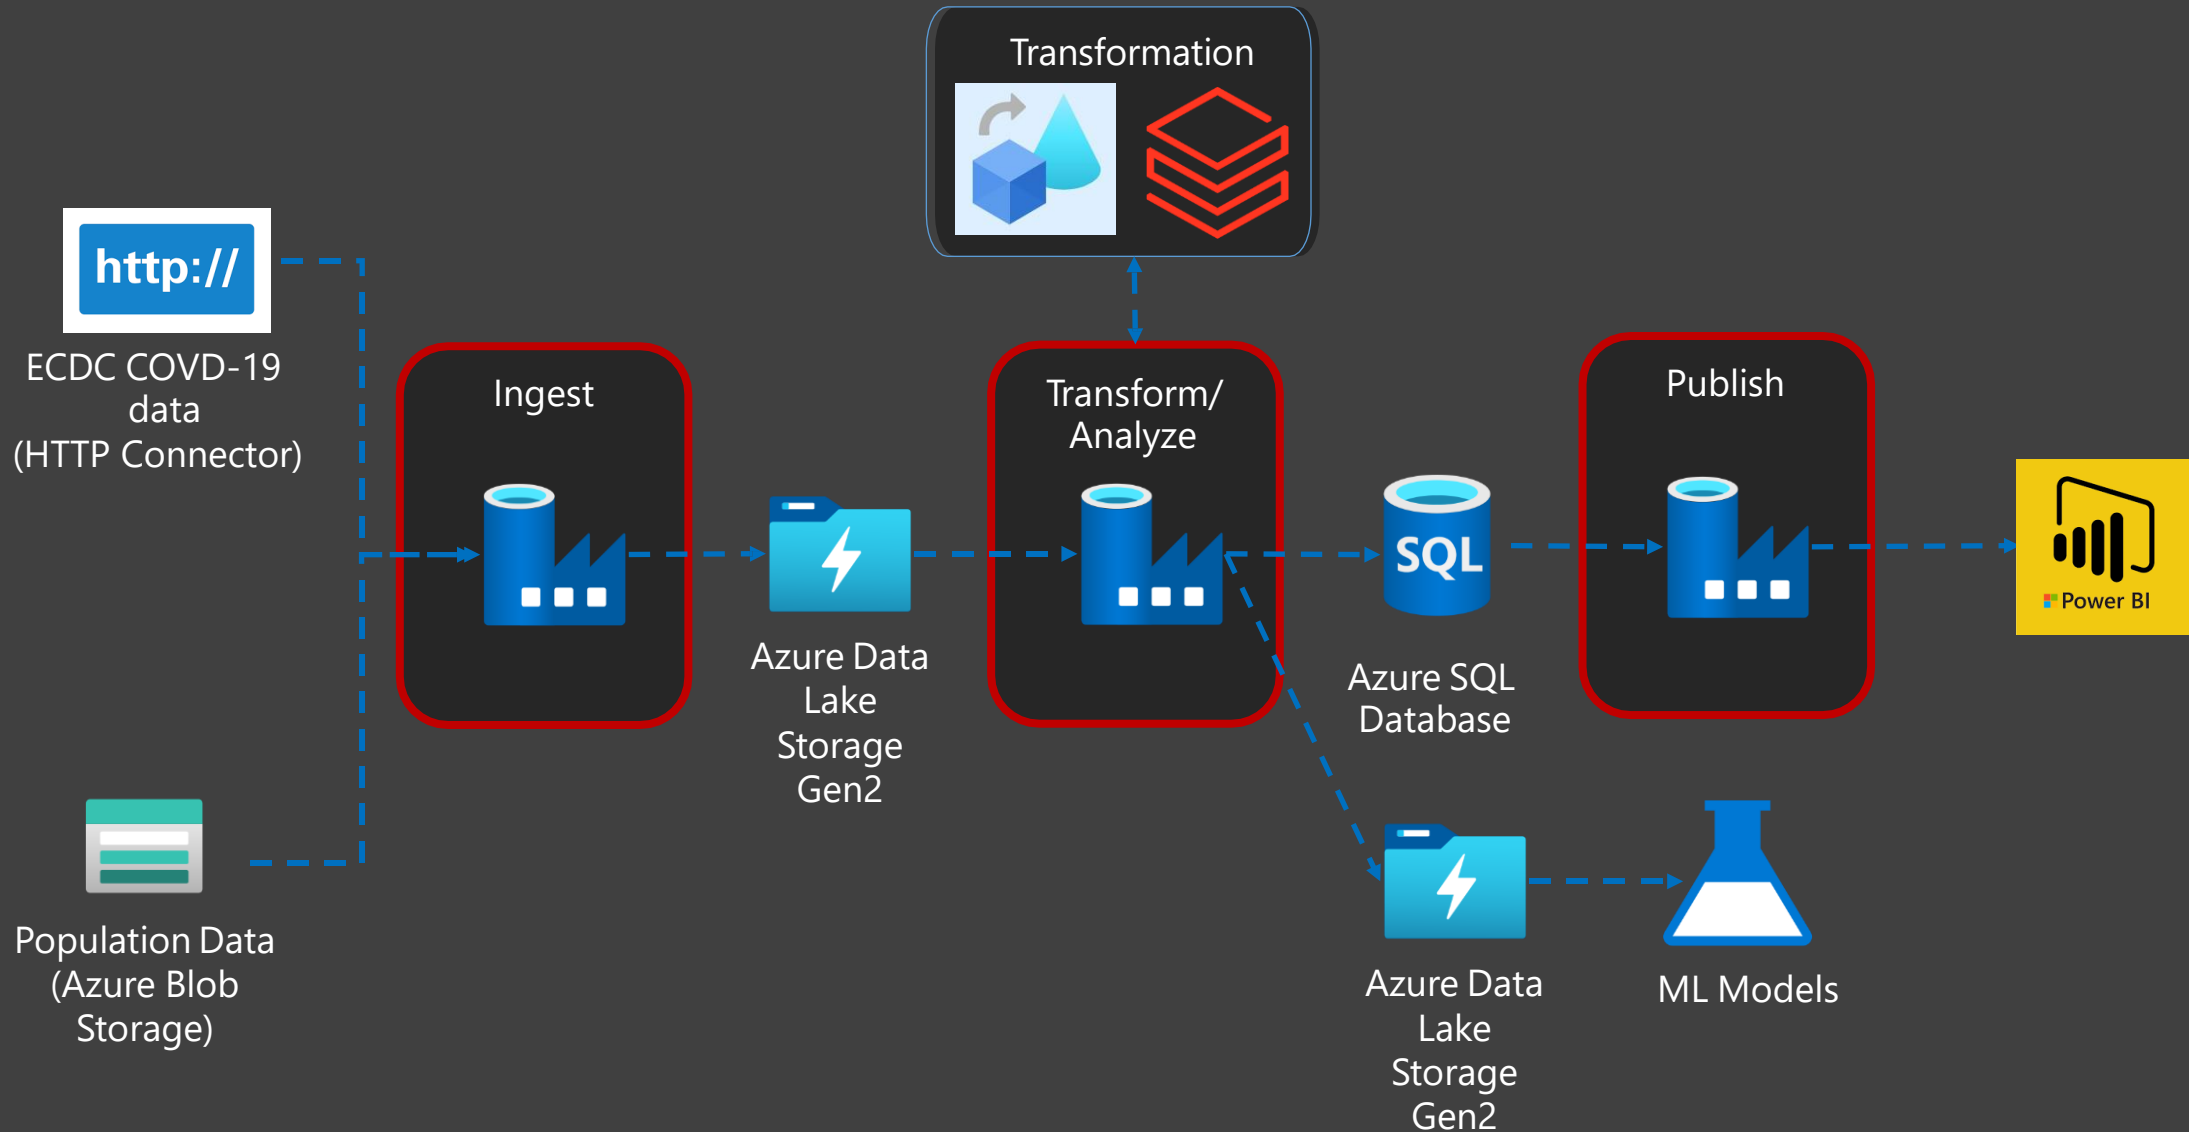 Transformation
http://
ECDC COVD-19
data
(HTTP Connector)
Ingest
Transform/
Analyze
Publish
SQL
Power BI
Azure Data
Lake
Storage
Gen2
Azure SQL
Database
Population Data
(Azure Blob
Storage)
Azure Data
Lake
Storage
Gen2
ML Models